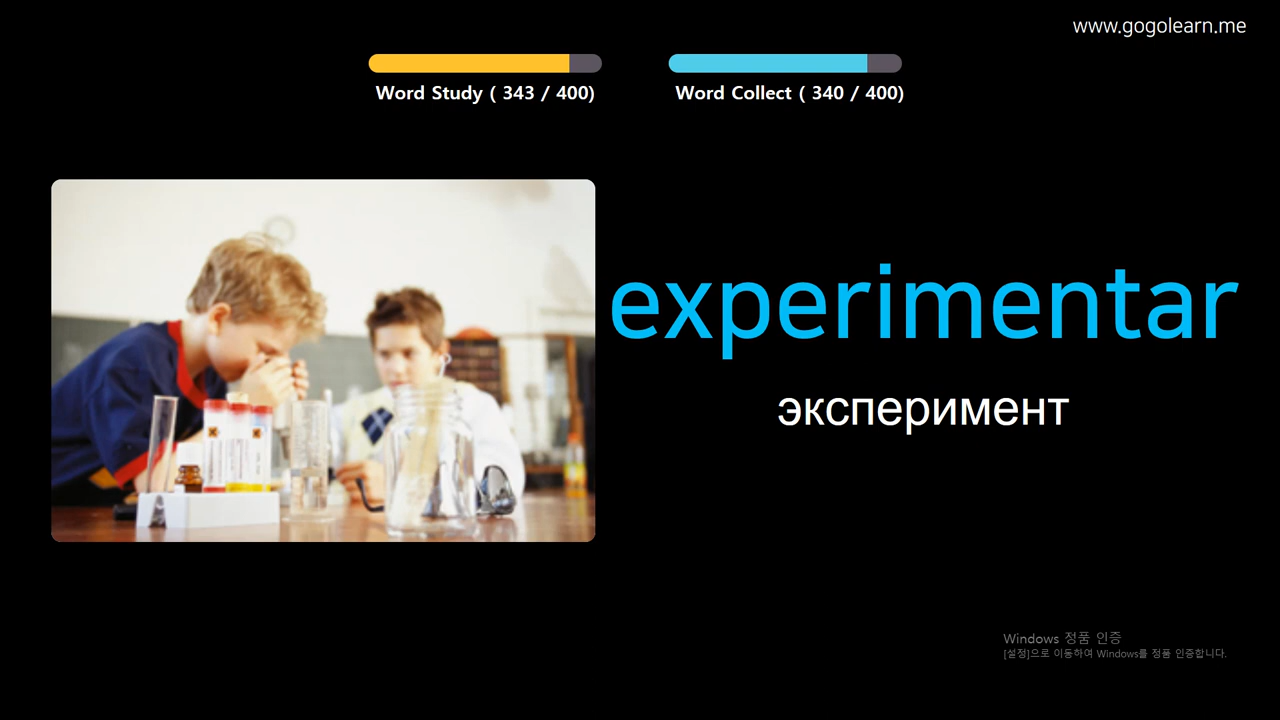 www.gogolearn.me
Word Study ( 343 / 400)
Word Collect ( 340 / 400)
experimentar
эксперимент
Windows 정품 인증
[설정]으로 이동하여 Windows를 정품 인증합니다.